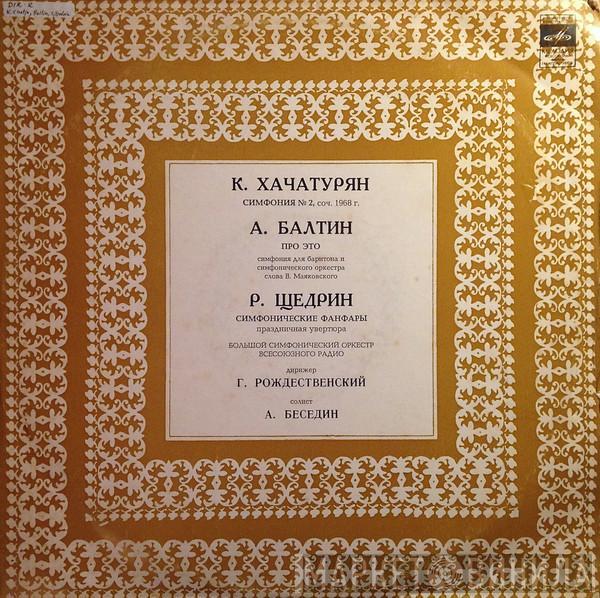 DIR-R
К. ХАЧАТУРЯН
СИМФОНИЯ № 2, соч. 1968 г.
А. БАЛТИН
ПРО ЭТО
симфония для баритона и
симфонического оркестра
слова В. Маяковского
Р. ЩЕДРИН
СИМФОНИЧЕСКИЕ ФАНФАРЫ
праздничная увертюра
БОЛЬШОЙ СИМФОНИЧЕСКИЙ ОРКЕСТР
ВСЕСОЮЗНОГО РАДИО
дирижер
Г. РОЖДЕСТВЕНСКИЙ
солист
А. БЕСЕДИН